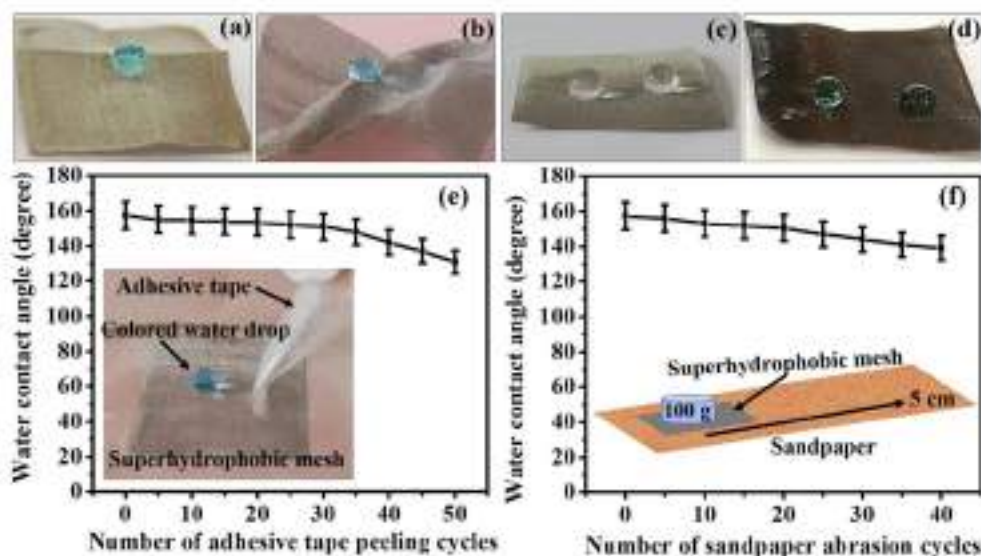 (a)
(b)
(c)
(d)
Water contact angle (degree)
180
160
140
120
100
80
60
40
20
0
(e)
Adhesive tape
Colored water drop
Superhydrophobic mesh
0
10
20
30
40
50
Number of adhesive tape peeling cycles
Water contact angle (degree)
180
160
140
120
100
80
60
40
20
0
(f)
Superhydrophobic mesh
100 g
5 cm
Sandpaper
0
10
20
30
40
Number of sandpaper abrasion cycles